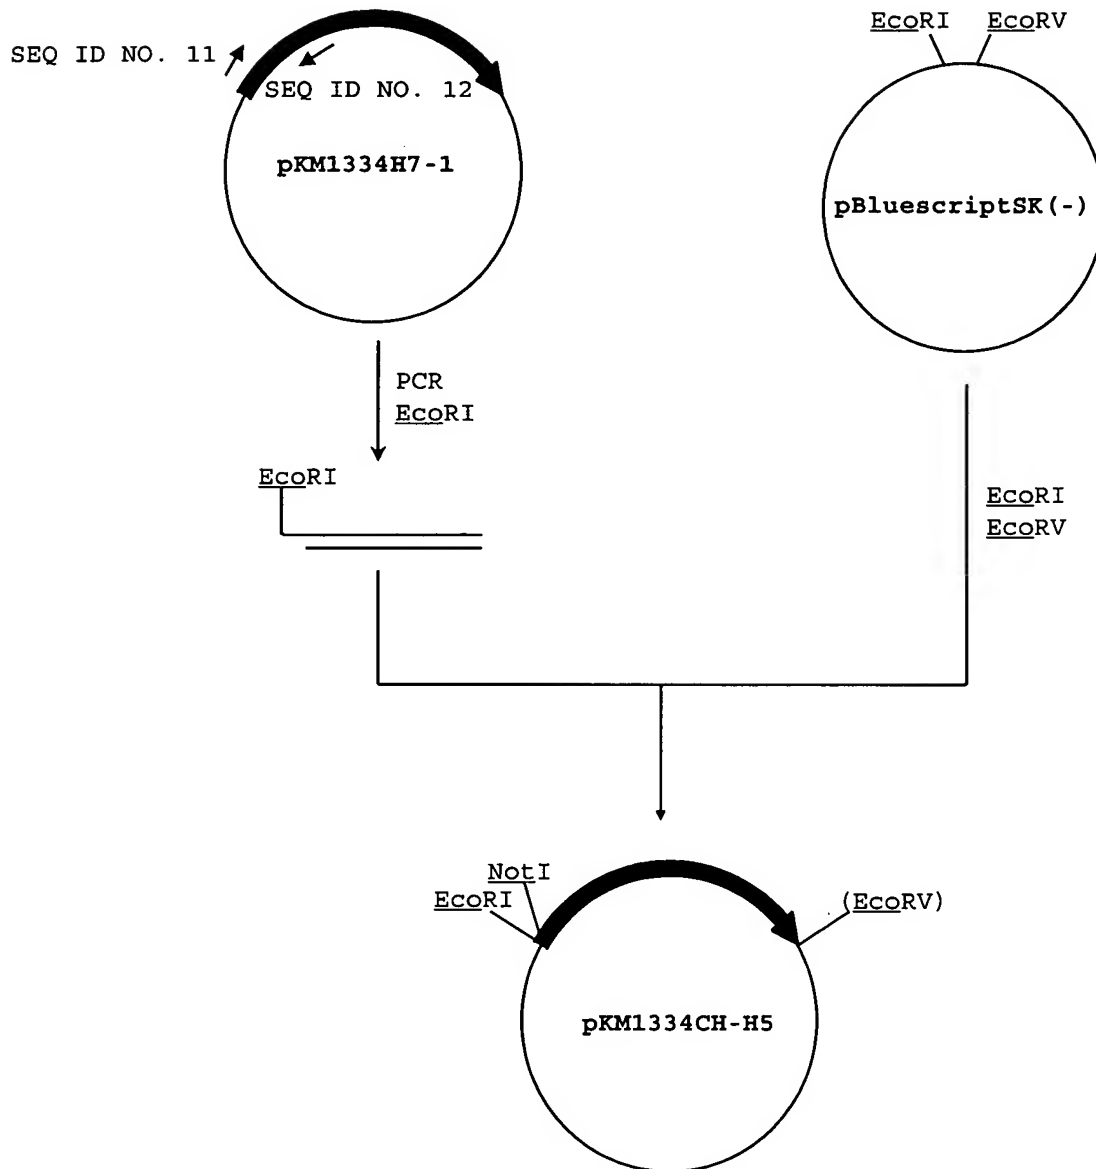 EcoRI EcoRV
SEQ ID NO. 11
SEQ ID NO. 12
pKM1334H7-1
pBluescriptSK(-)
PCR
EcoRI
EcoRI
EcoRI
EcoRV
NotI
EcoRI
(EcoRV)
pKM1334CH-H5